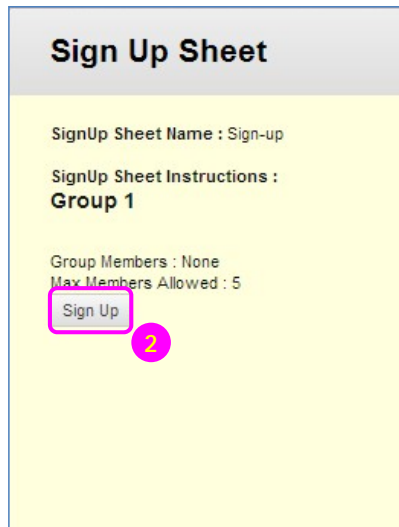 Sign Up Sheet
SignUp Sheet Name : Sign-up
SignUp Sheet Instructions :
Group 1
Group Members : None
Max Members Allowed : 5
Sign Up
2